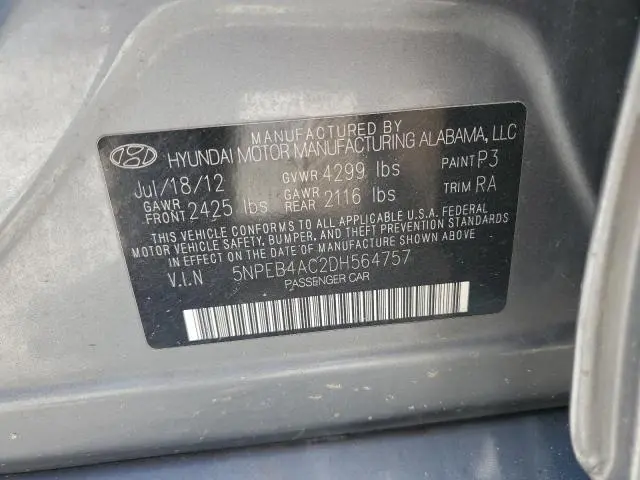 MANUFACTURED BY
HYUNDAI MOTOR MANUFACTURING ALABAMA, LLC
Jul/18/12 GVWR 4299 lbs PAINT P3
GAWR FRONT 2425 lbs GAWR REAR 2116 lbs TRIM RA
THIS VEHICLE CONFORMS TO ALL APPLICABLE U.S.A. FEDERAL
MOTOR VEHICLE SAFETY, BUMPER, AND THEFT PREVENTION STANDARDS
IN EFFECT ON THE DATE OF MANUFACTURE SHOWN ABOVE.
V.I.N 5NPEB4AC2DH564757
PASSENGER CAR